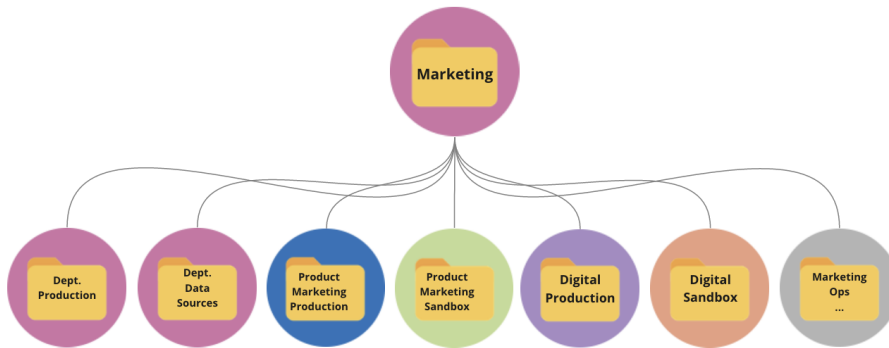 Marketing
Dept.
Production
Dept.
Data
Sources
Product
Marketing
Production
Product
Marketing
Sandbox
Digital
Production
Digital
Sandbox
Marketing
Ops
...